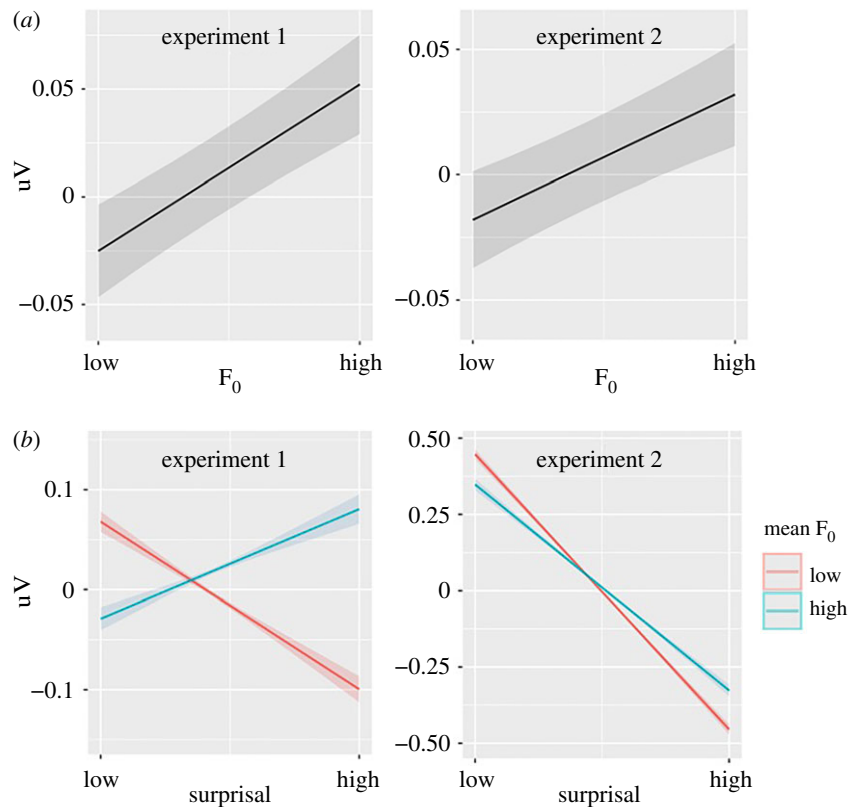 (a)
experiment 1
experiment 2
uV
0.05
0
−0.05
0.05
0
−0.05
low
high
low
high
F0
F0
(b)
experiment 1
experiment 2
uV
0.1
0
−0.1
0.50
0.25
0
−0.25
−0.50
mean F0
low
high
low
high
low
high
surprisal
surprisal